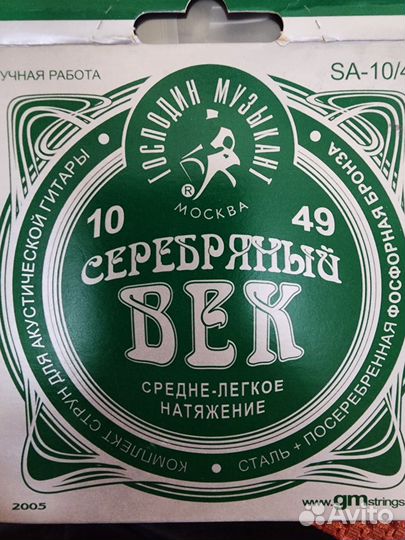 УЧНАЯ РАБОТА
SA-10/4
ГОСПОДИН МУЗЫКАНТ
®
МОСКВА
10
49
СЕРЕБРЯНЫЙ
ВЕК
СРЕДНЕ-ЛЕГКОЕ
НАТЯЖЕНИЕ
КОМПЛЕКТ СТРУН ДЛЯ АКУСТИЧЕСКОЙ ГИТАРЫ
СТАЛЬ + ПОСЕРЕБРЕННАЯ ФОСФОРНАЯ БРОНЗА
2005
www.gmstrings
Avito